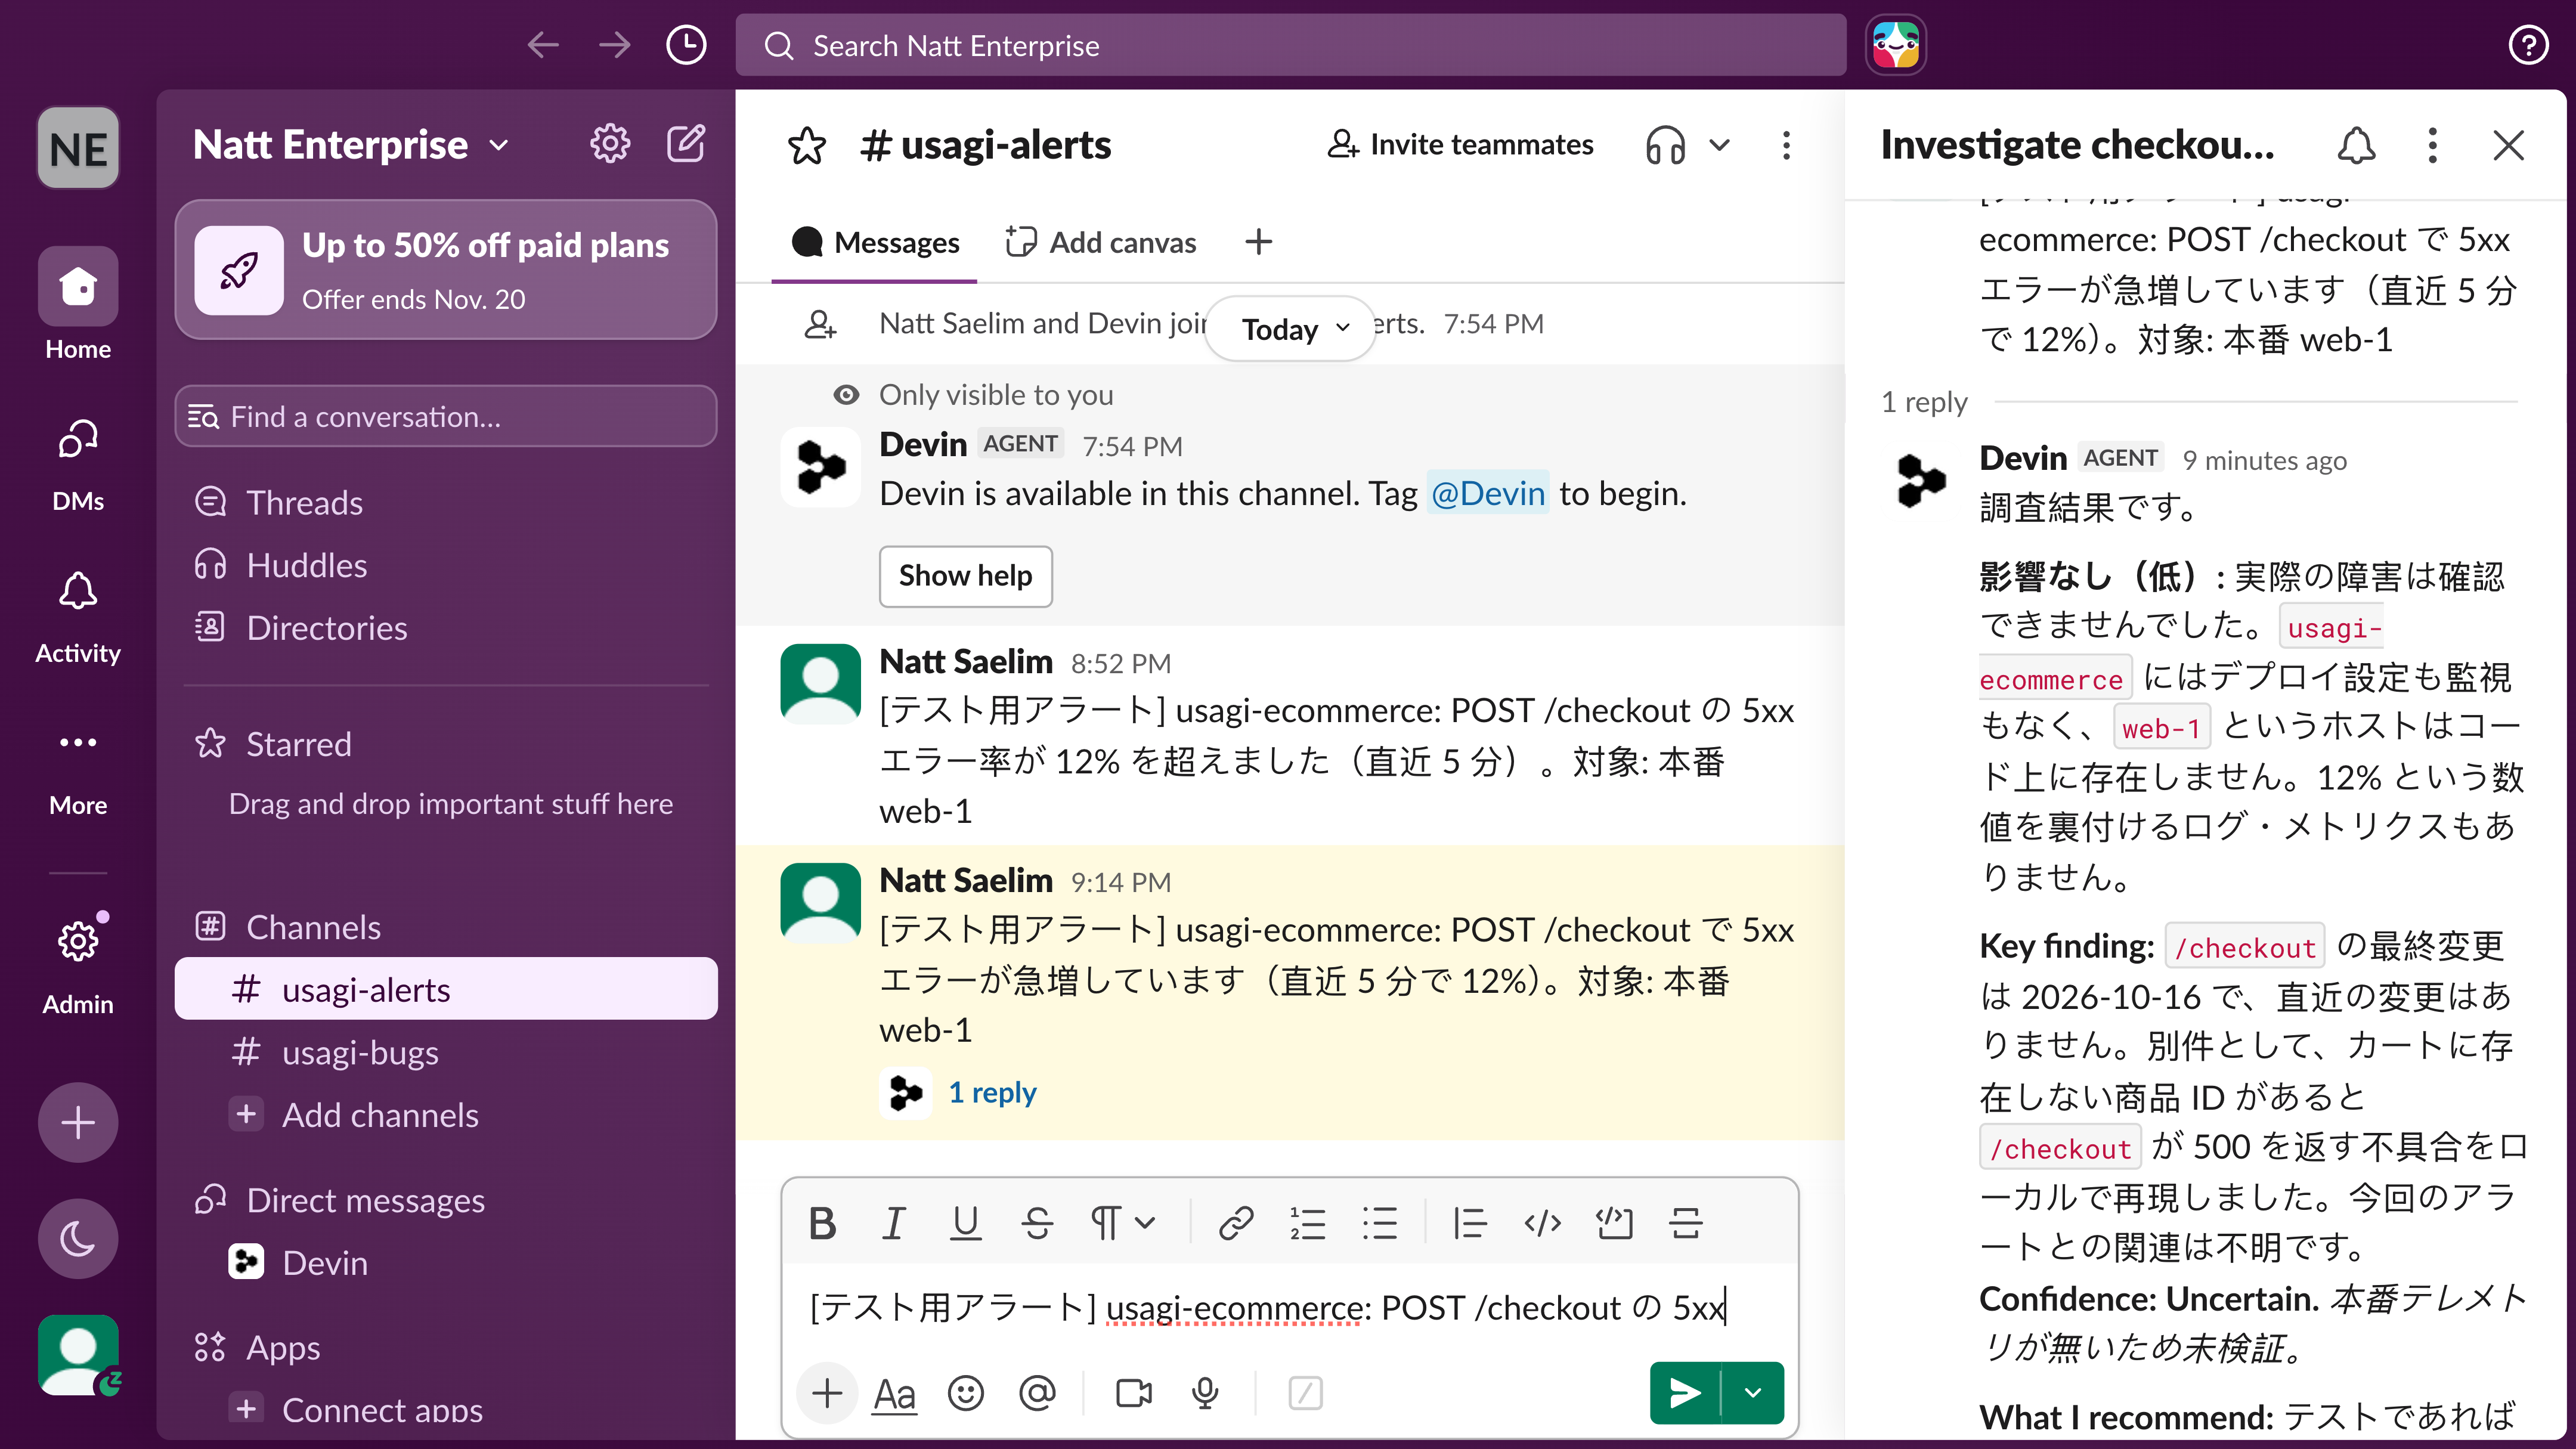 Search Natt Enterprise
NE
Home
DMs
Activity
More
Admin
Natt Enterprise
Up to 50% off paid plans
Offer ends Nov. 20
Find a conversation...
Threads
Huddles
Directories
Starred
Drag and drop important stuff here
Channels
# usagi-alerts
# usagi-bugs
+ Add channels
Direct messages
Devin
Apps
+ Connect apps
# usagi-alerts
Invite teammates
Messages
Add canvas
Natt Saelim and Devin joi
Today
erts. 7:54 PM
Only visible to you
Devin AGENT 7:54 PM
Devin is available in this channel. Tag @Devin to begin.
Show help
Natt Saelim 8:52 PM
[テスト用アラート] usagi-ecommerce: POST /checkout の 5xx
エラー率が 12% を超えました（直近 5 分）。対象: 本番
web-1
Natt Saelim 9:14 PM
[テスト用アラート] usagi-ecommerce: POST /checkout で 5xx
エラーが急増しています（直近 5 分で 12%）。対象: 本番
web-1
1 reply
[テスト用アラート] usagi-ecommerce: POST /checkout の 5xx
Aa
Investigate checkou...
ecommerce: POST /checkout で 5xx
エラーが急増しています（直近 5 分
で 12%）。対象: 本番 web-1
1 reply
Devin AGENT 9 minutes ago
調査結果です。
影響なし（低）: 実際の障害は確認
できませんでした。usagi-
ecommerce にはデプロイ設定も監視
もなく、 web-1 というホストはコー
ド上に存在しません。12% という数
値を裏付けるログ・メトリクスもあ
りません。
Key finding: /checkout の最終変更
は 2026-10-16 で、直近の変更はあ
りません。別件として、カートに存
在しない商品 ID があると
/checkout が 500 を返す不具合をロ
ーカルで再現しました。今回のアラ
ートとの関連は不明です。
Confidence: Uncertain. 本番テレメト
リが無いため未検証。
What I recommend: テストであれば